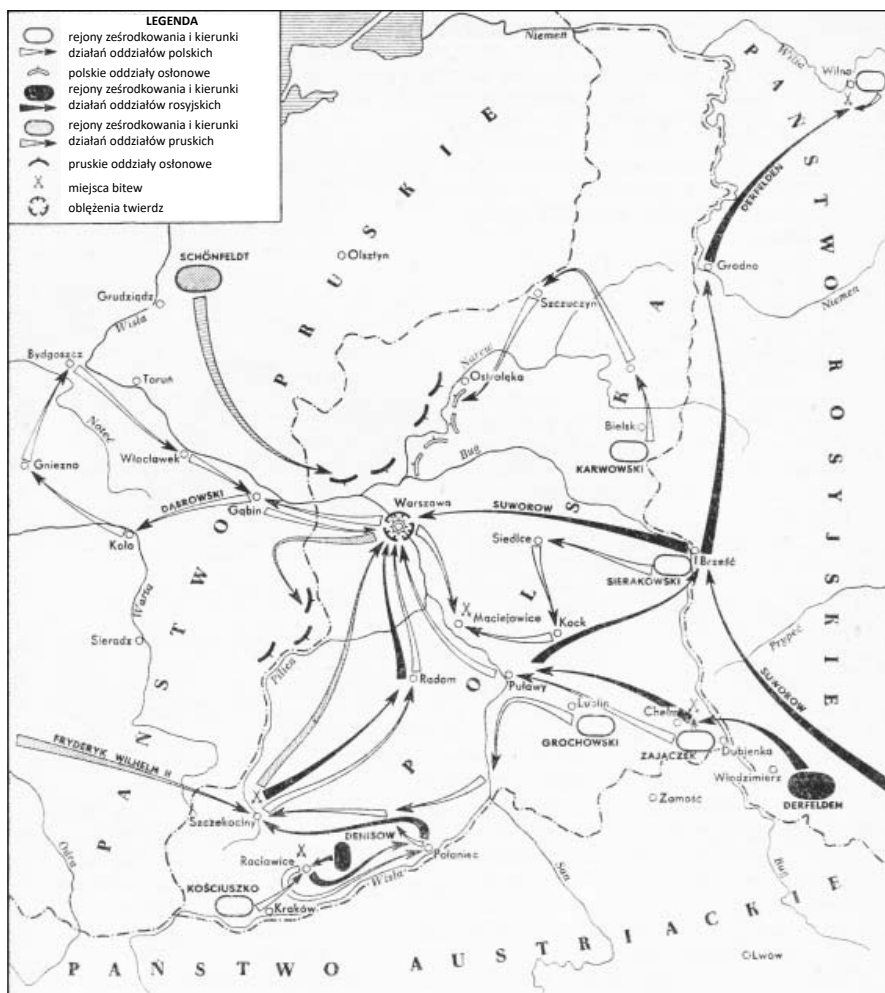 LEGENDA
rejony ześrodkowania i kierunki
działań oddziałów polskich
polskie oddziały osłonowe
rejony ześrodkowania i kierunki
działań oddziałów rosyjskich
rejony ześrodkowania i kierunki
działań oddziałów pruskich
pruskie oddziały osłonowe
miejsca bitew
oblężenia twierdz
Niemen
Wilia
Wilno
PAŃSTWO ROSYJSKIE
DERFELDEN
SCHÖNFELDT
Olsztyn
Grodno
Niemen
Grudziądz
Wisła
Szczuczyn
Bydgoszcz
Toruń
Narew
Ostrołęka
Noteć
Bielsk
Włocławek
Bug
KARWOWSKI
Gniezno
DĄBROWSKI
Gąbin
Warszawa
SUWOROW
Koło
Siedlce
Brześć
SIERAKOWSKI
Warta
Maciejowice
Kock
Sieradz
Prypeć
Pilica
Radom
Puławy
SUWOROW
Lublin
Chełm
GROCHOWSKI
ZAJĄCZEK
Dubienka
FRYDERYK WILHELM II
Włodzimierz
Szczekociny
Zamość
DERFELDEM
DENISOW
Racławice
Połaniec
Odra
Wisła
San
Bug
KOŚCIUSZKO
Kraków
PAŃSTWO PRUSKIE
POLSKA
PAŃSTWO AUSTRIACKIE
Lwów